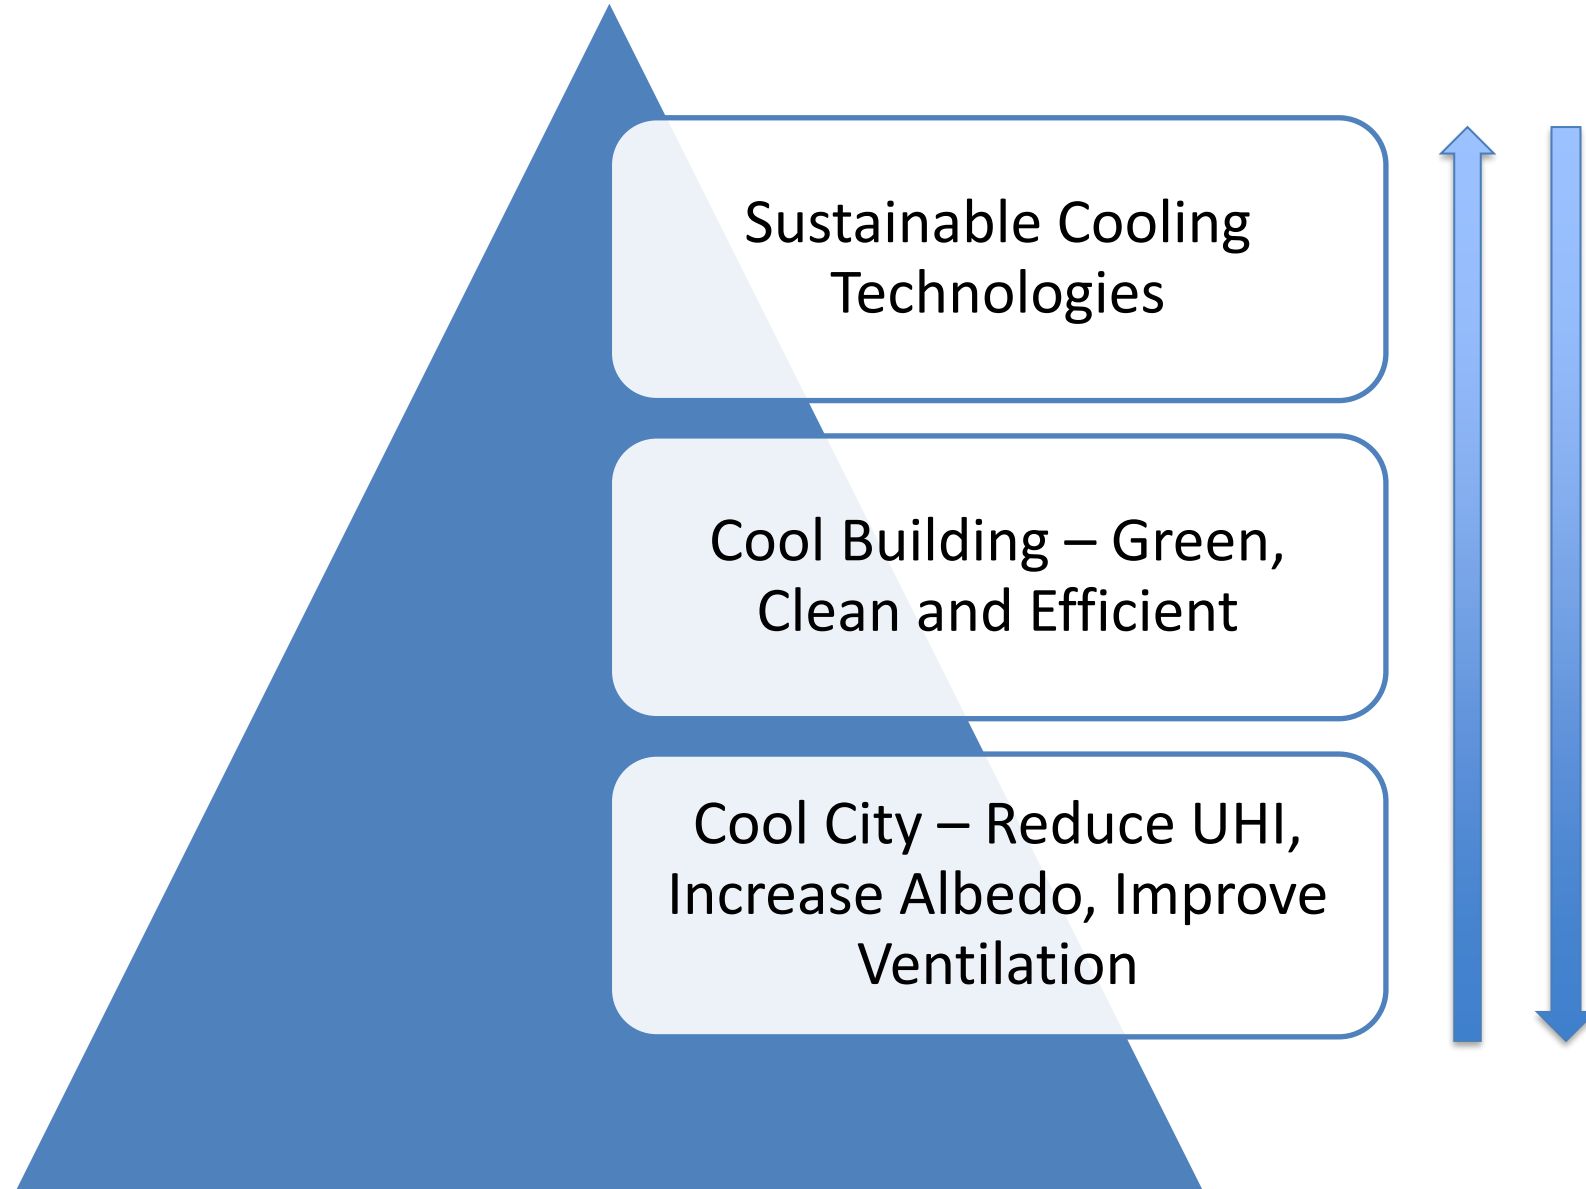 Sustainable Cooling
Technologies
Cool Building – Green,
Clean and Efficient
Cool City – Reduce UHI,
Increase Albedo, Improve
Ventilation